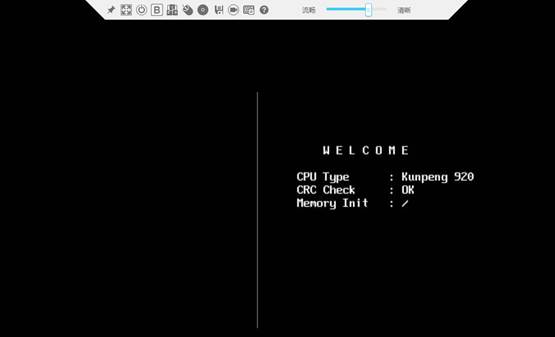 B
流畅
清晰
W E L C O M E
CPU Type : Kunpeng 920
CRC Check : OK
Memory Init : /